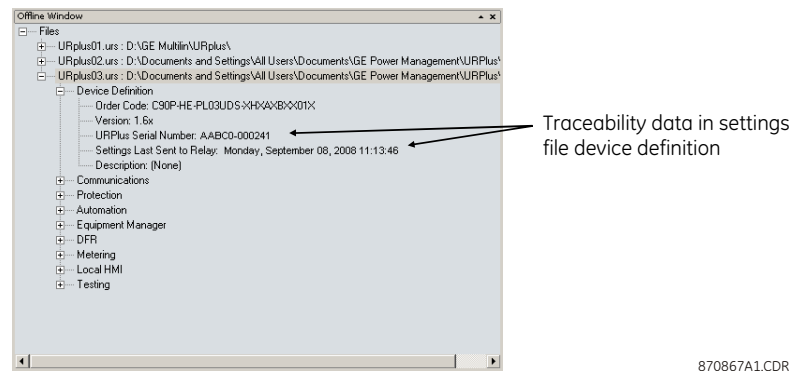 Offline Window
Files
URplus01.urs : D:\GE Multilin\URplus\
URplus02.urs : D:\Documents and Settings\All Users\Documents\GE Power Management\URPlus\
URplus03.urs : D:\Documents and Settings\All Users\Documents\GE Power Management\URPlus\
Device Definition
Order Code: C90P-HE-PL03UDS-XHXAXBXX01X
Version: 1.6x
URPlus Serial Number: AABC0-000241
Settings Last Sent to Relay: Monday, September 08, 2008 11:13:46
Description: (None)
Communications
Protection
Automation
Equipment Manager
DFR
Metering
Local HMI
Testing
Traceability data in settings
file device definition
870867A1.CDR